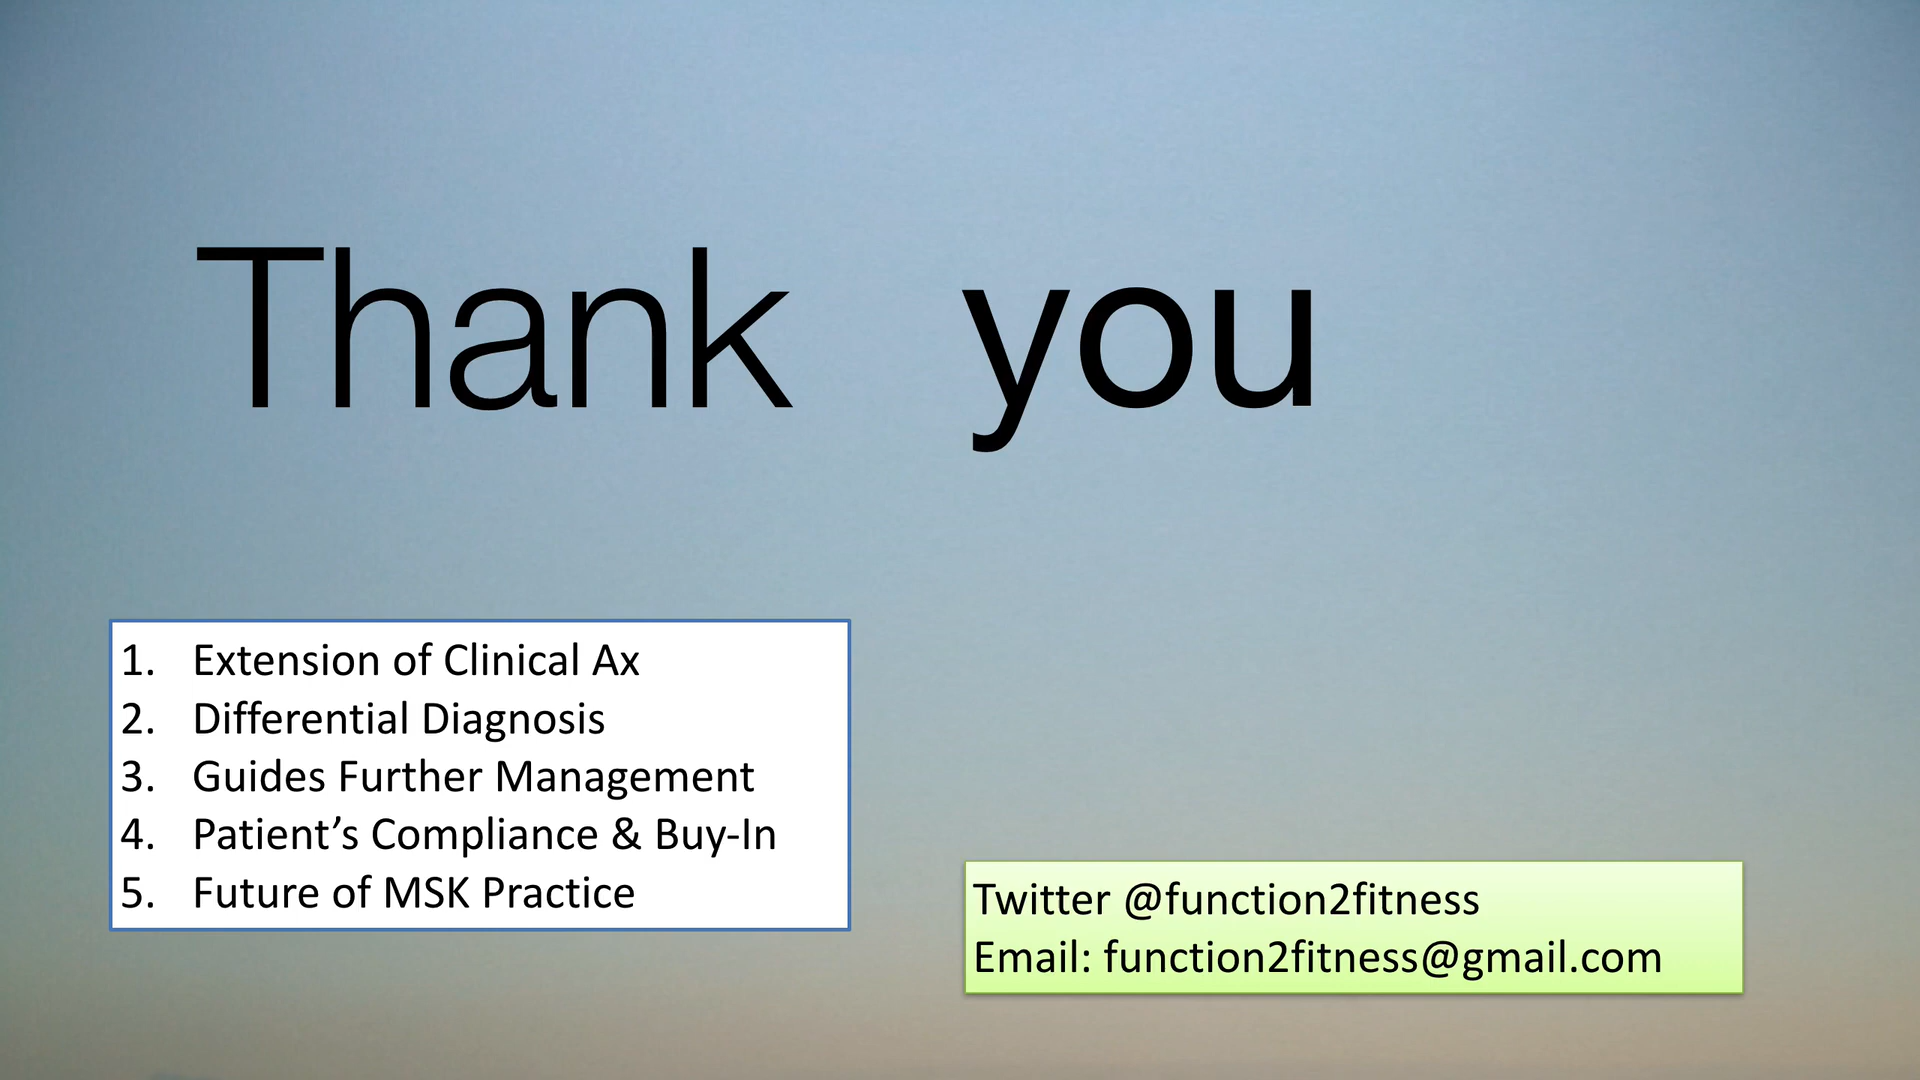 Thank you
1. Extension of Clinical Ax
2. Differential Diagnosis
3. Guides Further Management
4. Patient’s Compliance & Buy-In
5. Future of MSK Practice
Twitter @function2fitness
Email: function2fitness@gmail.com